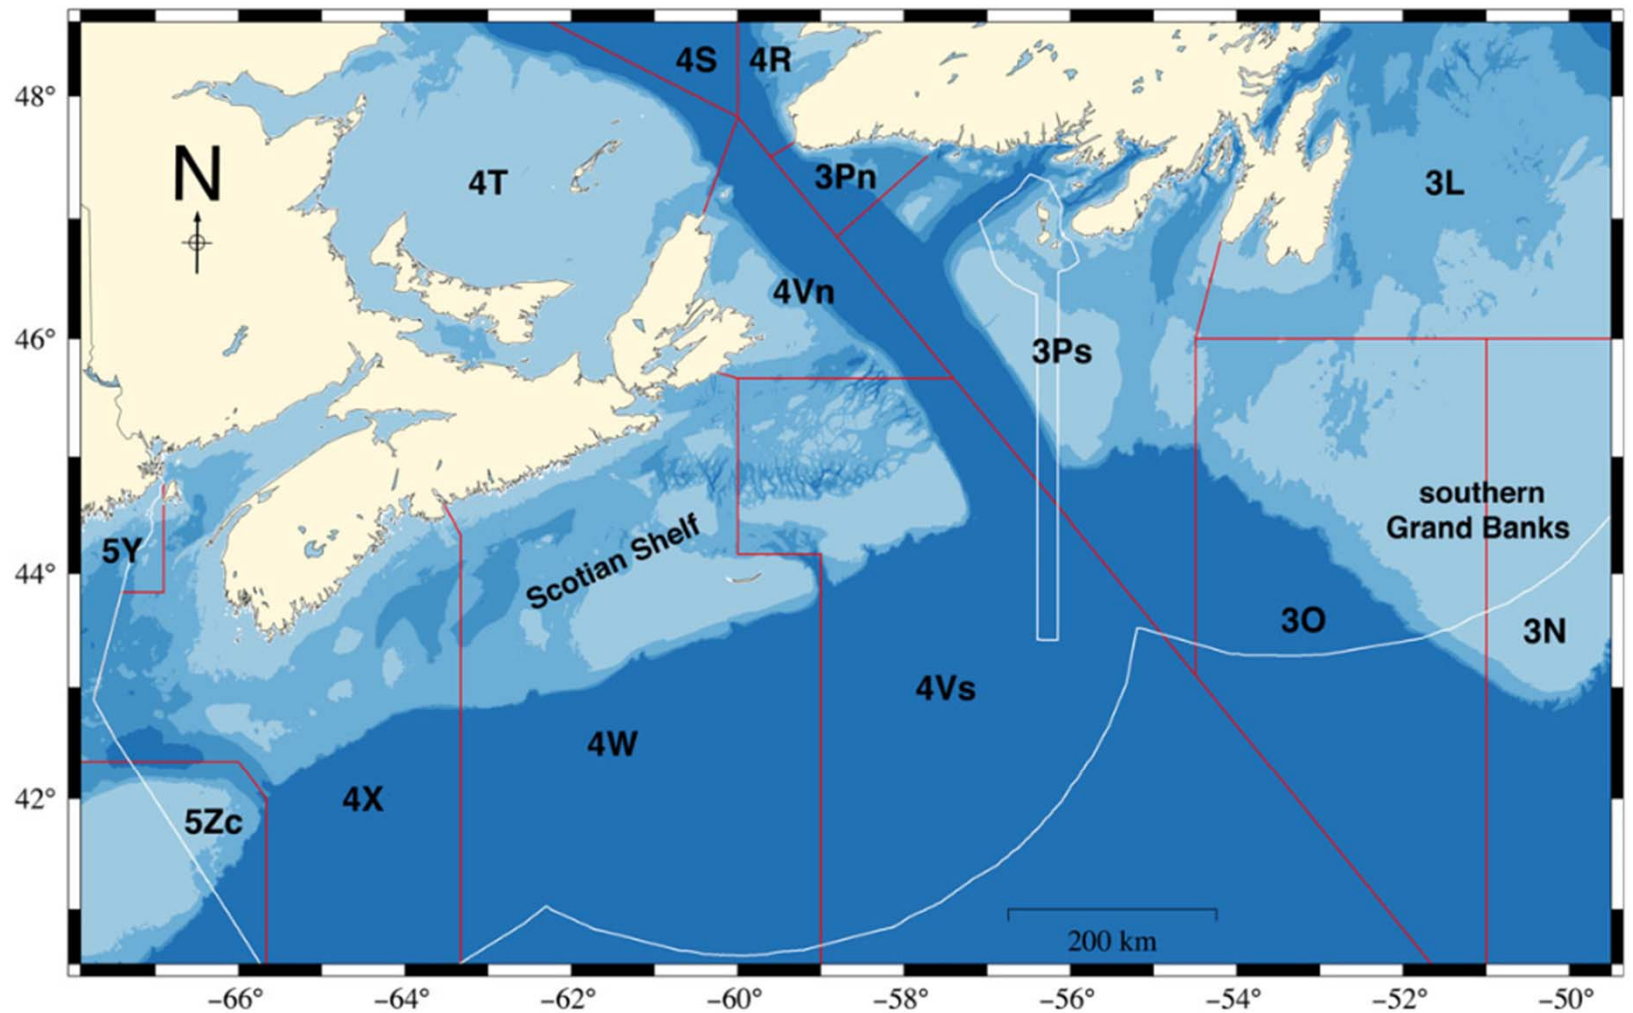 4S
4R
48°
N
4T
3Pn
3L
4Vn
46°
3Ps
southern
Grand Banks
5Y
Scotian Shelf
44°
3O
3N
4Vs
4W
42°
4X
5Zc
200 km
−66°
−64°
−62°
−60°
−58°
−56°
−54°
−52°
−50°